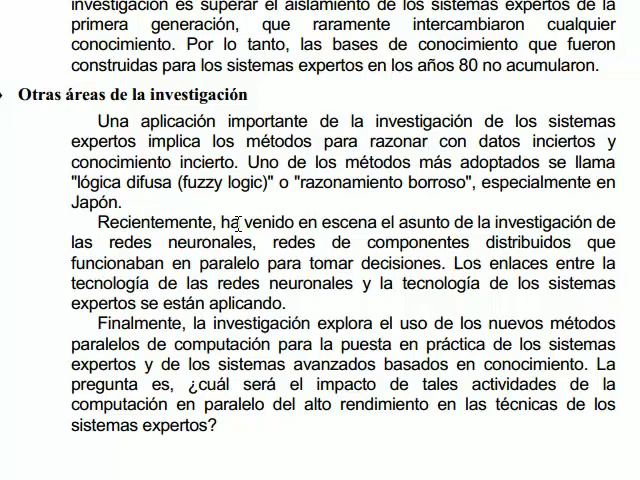 investigación es superar el aislamiento de los sistemas expertos de la
primera generación, que raramente intercambiaron cualquier
conocimiento. Por lo tanto, las bases de conocimiento que fueron
construidas para los sistemas expertos en los años 80 no acumularon.
Otras áreas de la investigación
Una aplicación importante de la investigación de los sistemas
expertos implica los métodos para razonar con datos inciertos y
conocimiento incierto. Uno de los métodos más adoptados se llama
"lógica difusa (fuzzy logic)" o "razonamiento borroso", especialmente en
Japón.
Recientemente, ha venido en escena el asunto de la investigación de
las redes neuronales, redes de componentes distribuidos que
funcionaban en paralelo para tomar decisiones. Los enlaces entre la
tecnología de las redes neuronales y la tecnología de los sistemas
expertos se están aplicando.
Finalmente, la investigación explora el uso de los nuevos métodos
paralelos de computación para la puesta en práctica de los sistemas
expertos y de los sistemas avanzados basados en conocimiento. La
pregunta es, ¿cuál será el impacto de tales actividades de la
computación en paralelo del alto rendimiento en las técnicas de los
sistemas expertos?